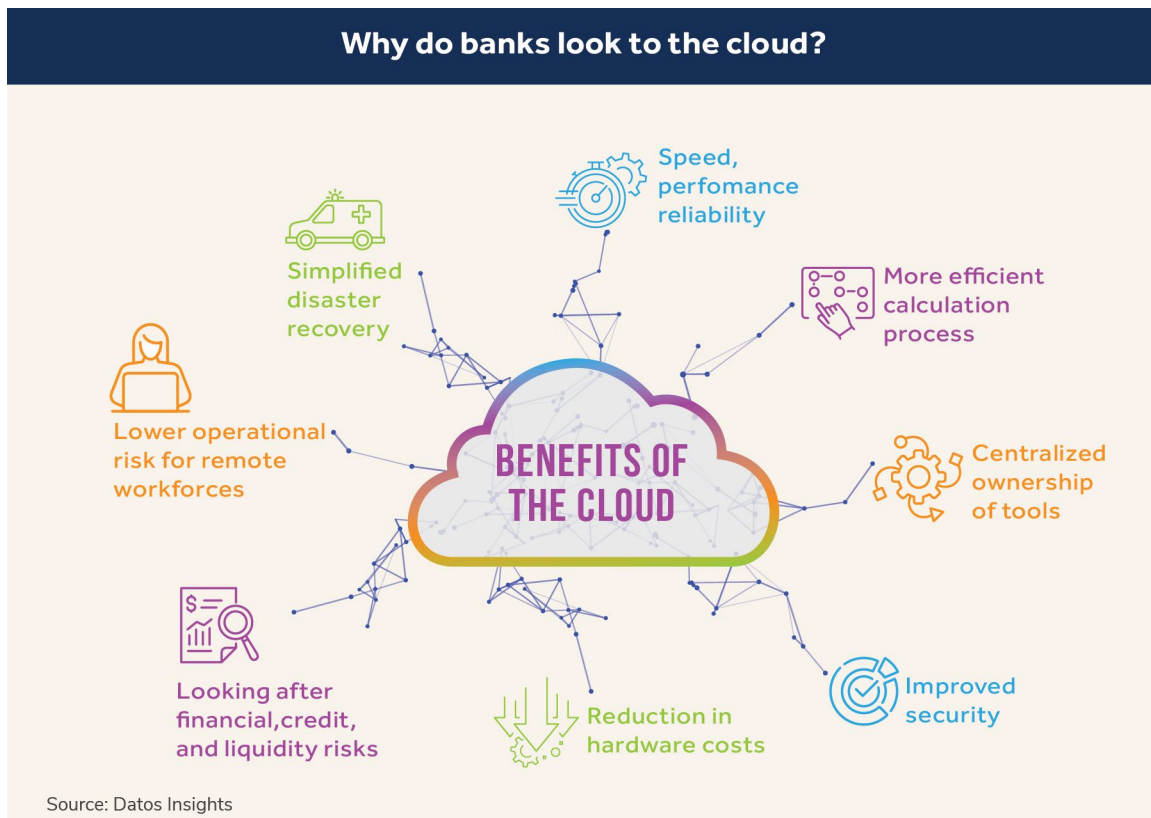 Why do banks look to the cloud?
Speed,
perfomance
reliability
More efficient
calculation
process
Centralized
ownership
of tools
Improved
security
Reduction in
hardware costs
Looking after
financial,credit,
and liquidity risks
Lower operational
risk for remote
workforces
Simplified
disaster
recovery
BENEFITS OF
THE CLOUD
$
Source: Datos Insights